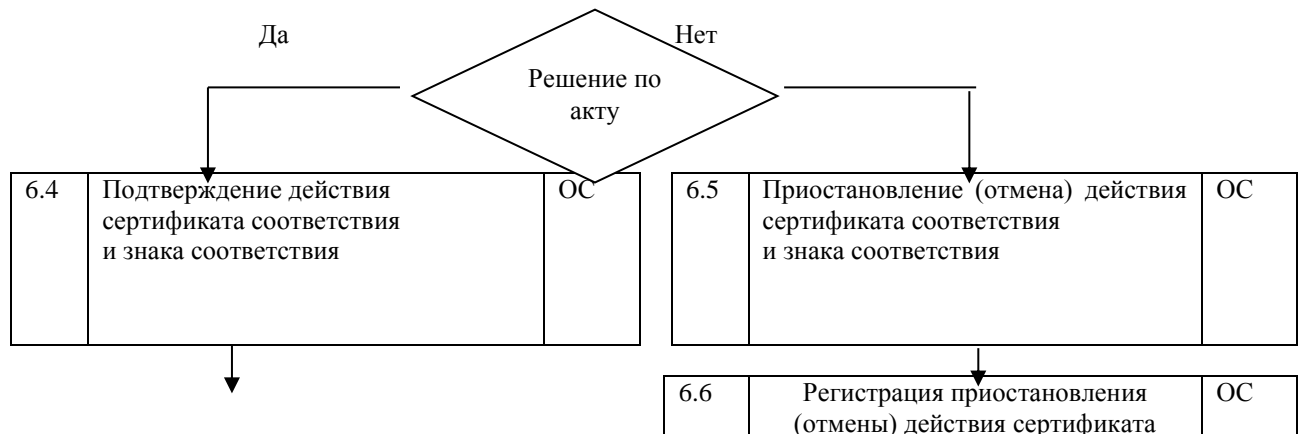 Да
Нет
Решение по
акту
6.4
Подтверждение действия
сертификата соответствия
и знака соответствия
ОС
6.5
Приостановление (отмена) действия
сертификата соответствия
и знака соответствия
ОС
6.6
Регистрация приостановления
(отмены) действия сертификата
ОС